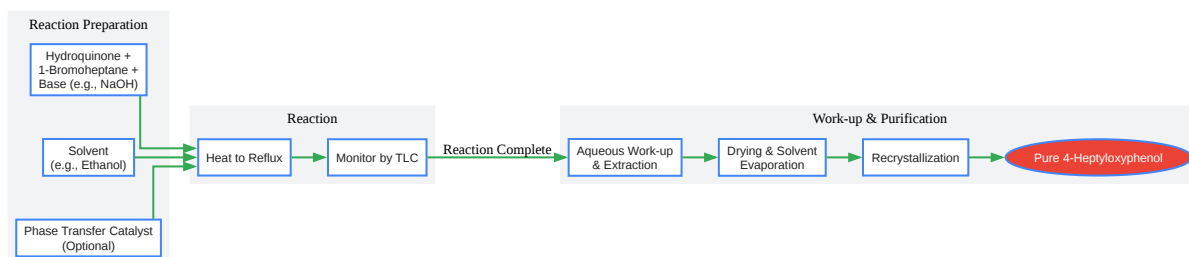 Reaction Preparation
Hydroquinone +
1-Bromoheptane +
Base (e.g., NaOH)
Solvent
(e.g., Ethanol)
Phase Transfer Catalyst
(Optional)
Reaction
Heat to Reflux
Monitor by TLC
Reaction Complete
Work-up & Purification
Aqueous Work-up
& Extraction
Drying & Solvent
Evaporation
Recrystallization
Pure 4-Heptyloxyphenol